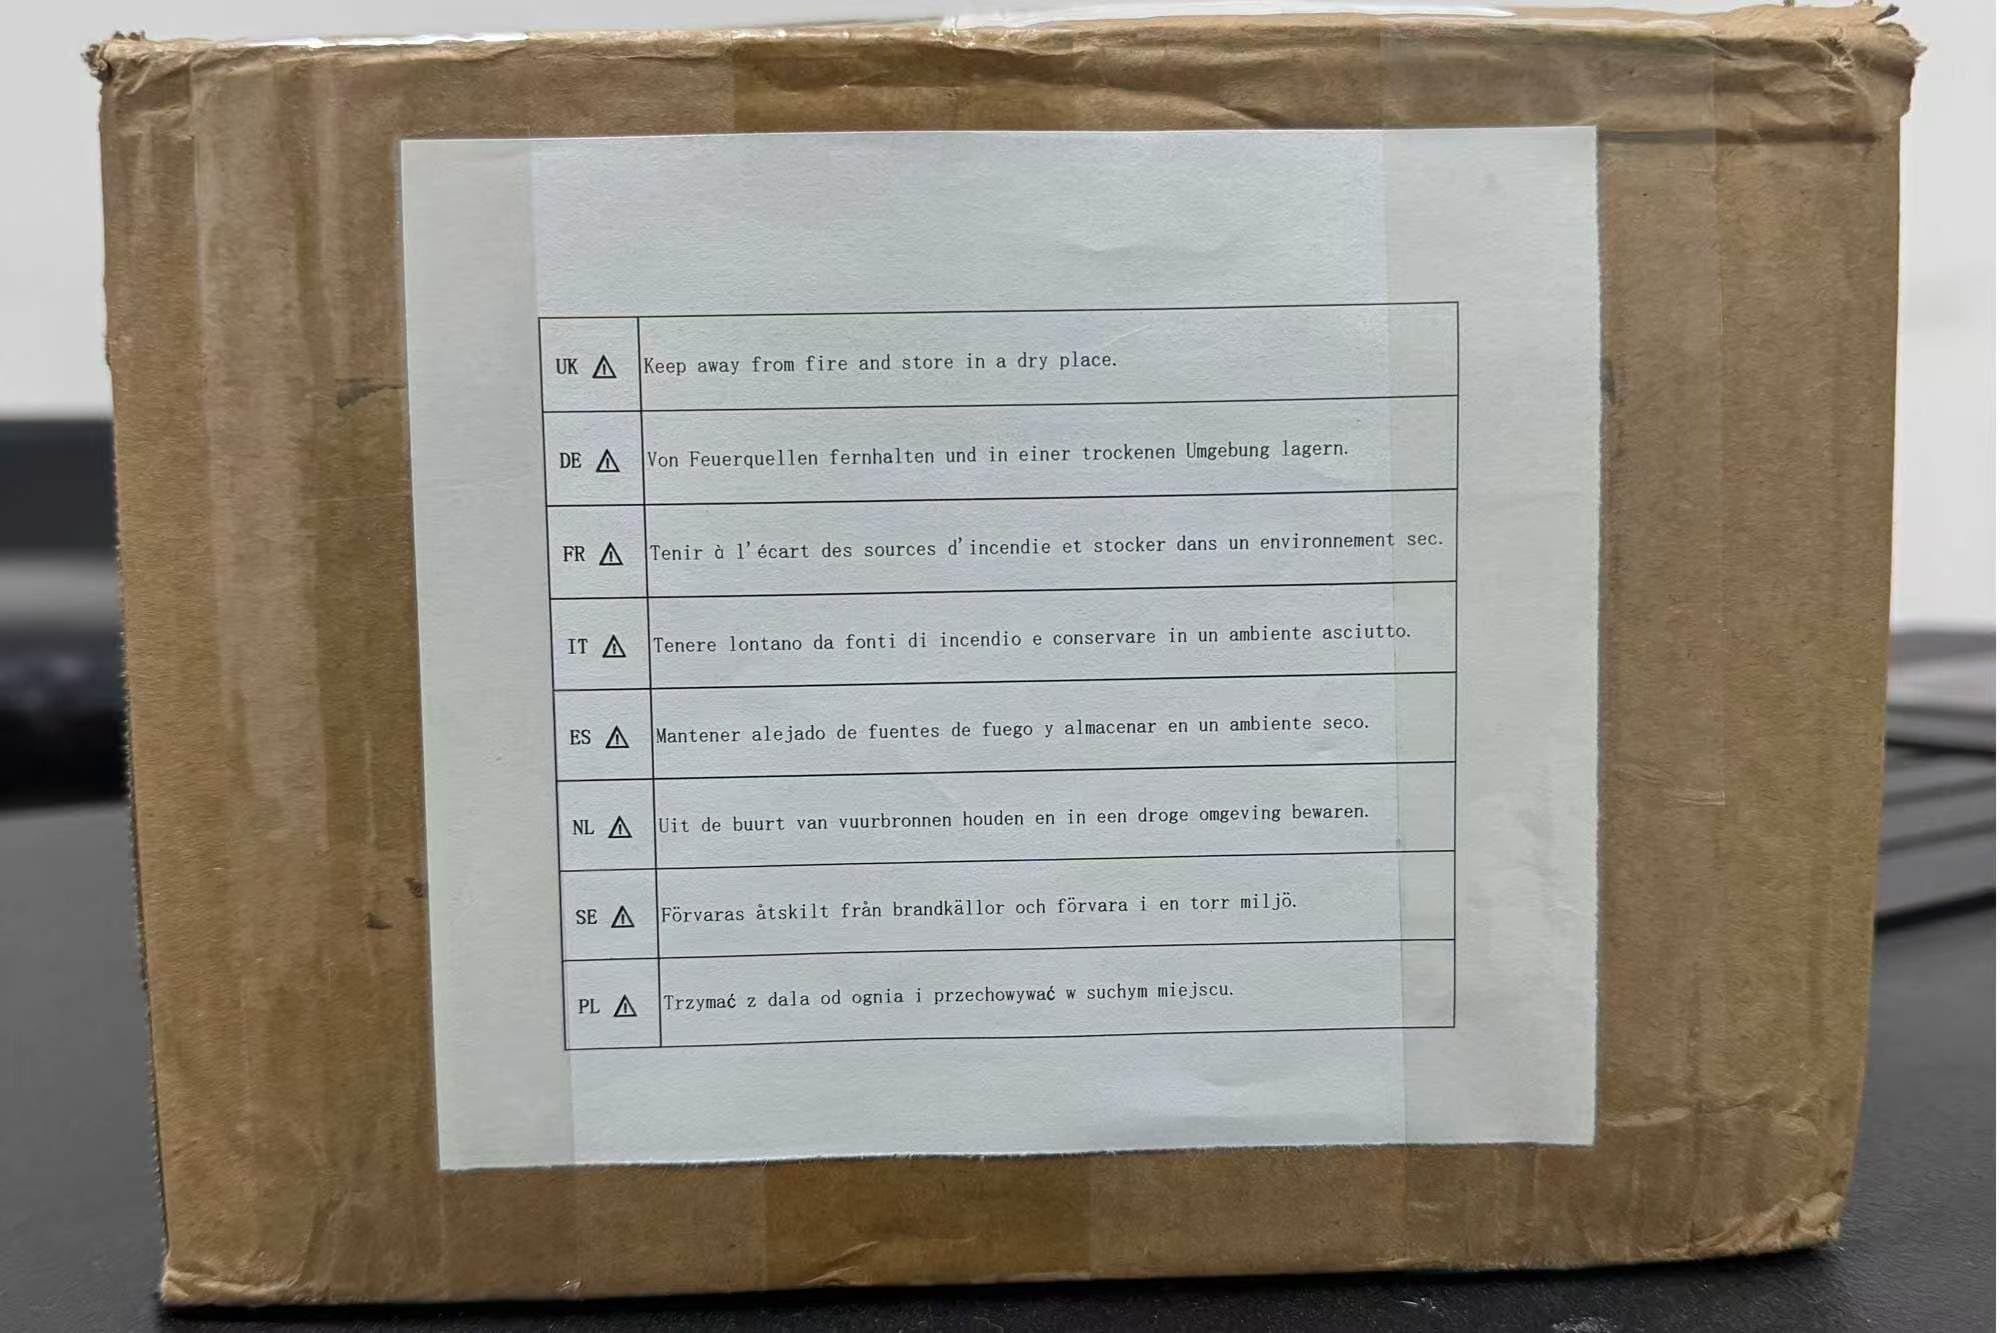 UK ⚠ Keep away from fire and store in a dry place.
DE ⚠ Von Feuerquellen fernhalten und in einer trockenen Umgebung lagern.
FR ⚠ Tenir à l'écart des sources d'incendie et stocker dans un environnement sec.
IT ⚠ Tenere lontano da fonti di incendio e conservare in un ambiente asciutto.
ES ⚠ Mantener alejado de fuentes de fuego y almacenar en un ambiente seco.
NL ⚠ Uit de buurt van vuurbronnen houden en in een droge omgeving bewaren.
SE ⚠ Förvaras åtskilt från brandkällor och förvara i en torr miljö.
PL ⚠ Trzymać z dala od ognia i przechowywać w suchym miejscu.